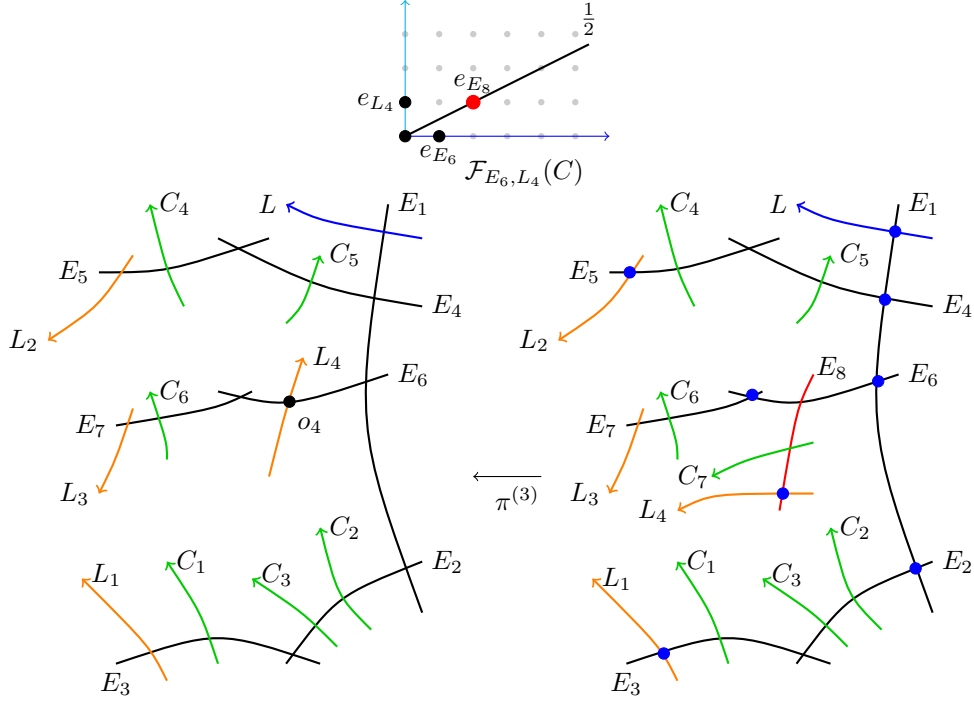 1/2
e_{E_8}
e_{L_4}
e_{E_6}
\mathcal{F}_{E_6,L_4}(C)
C_4 L E_1
E_5 C_5
E_4
L_2
L_4 E_6
C_6
o_4
E_7
L_3
C_2
L_1 C_1 C_3 E_2
E_3
π^{(3)}
C_4 L E_1
E_5 C_5
E_4
L_2
E_8 E_6
C_6
E_7
C_7
L_3 L_4
C_2
L_1 C_1 C_3 E_2
E_3